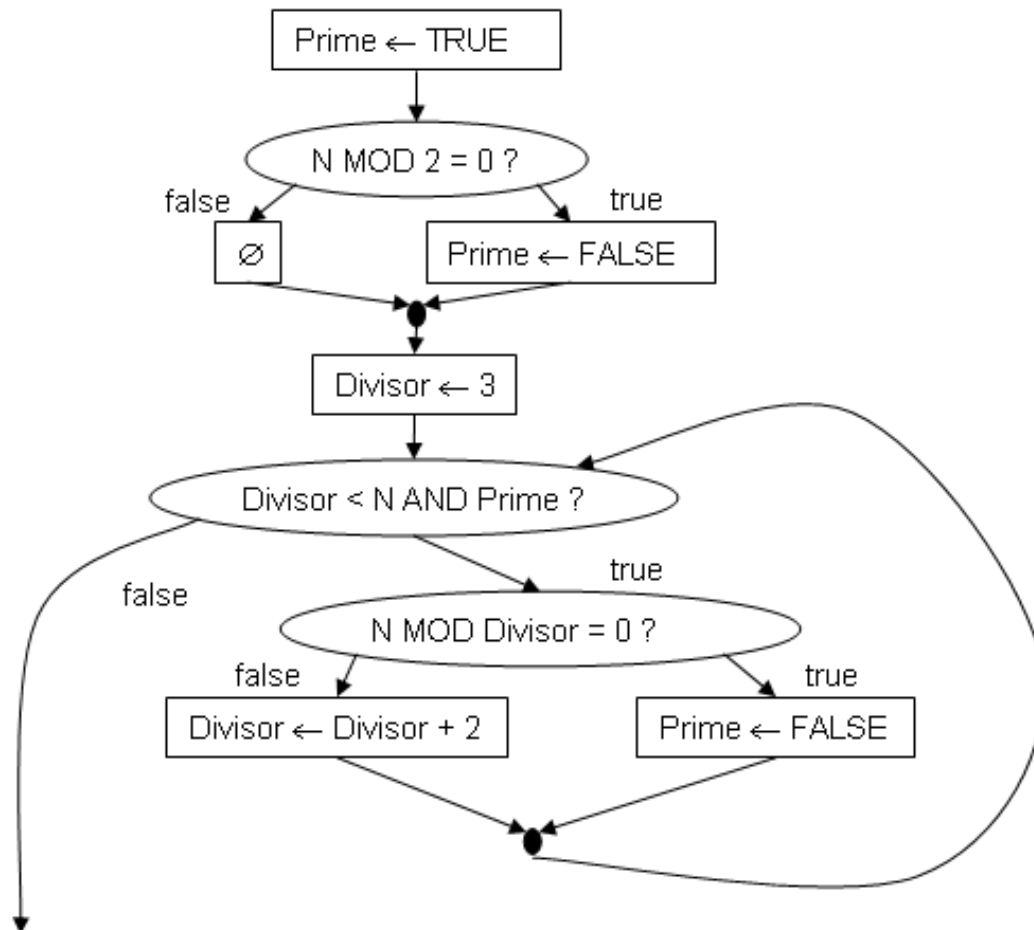 Prime ← TRUE
N MOD 2 = 0 ?
false
true
∅
Prime ← FALSE
Divisor ← 3
Divisor < N AND Prime ?
false
true
N MOD Divisor = 0 ?
false
true
Divisor ← Divisor + 2
Prime ← FALSE